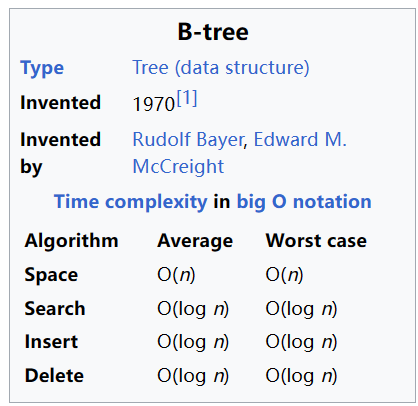 B-tree
Type Tree (data structure)
Invented 1970[1]
Invented by Rudolf Bayer, Edward M. McCreight
Time complexity in big O notation
Algorithm Average Worst case
Space O(n) O(n)
Search O(log n) O(log n)
Insert O(log n) O(log n)
Delete O(log n) O(log n)